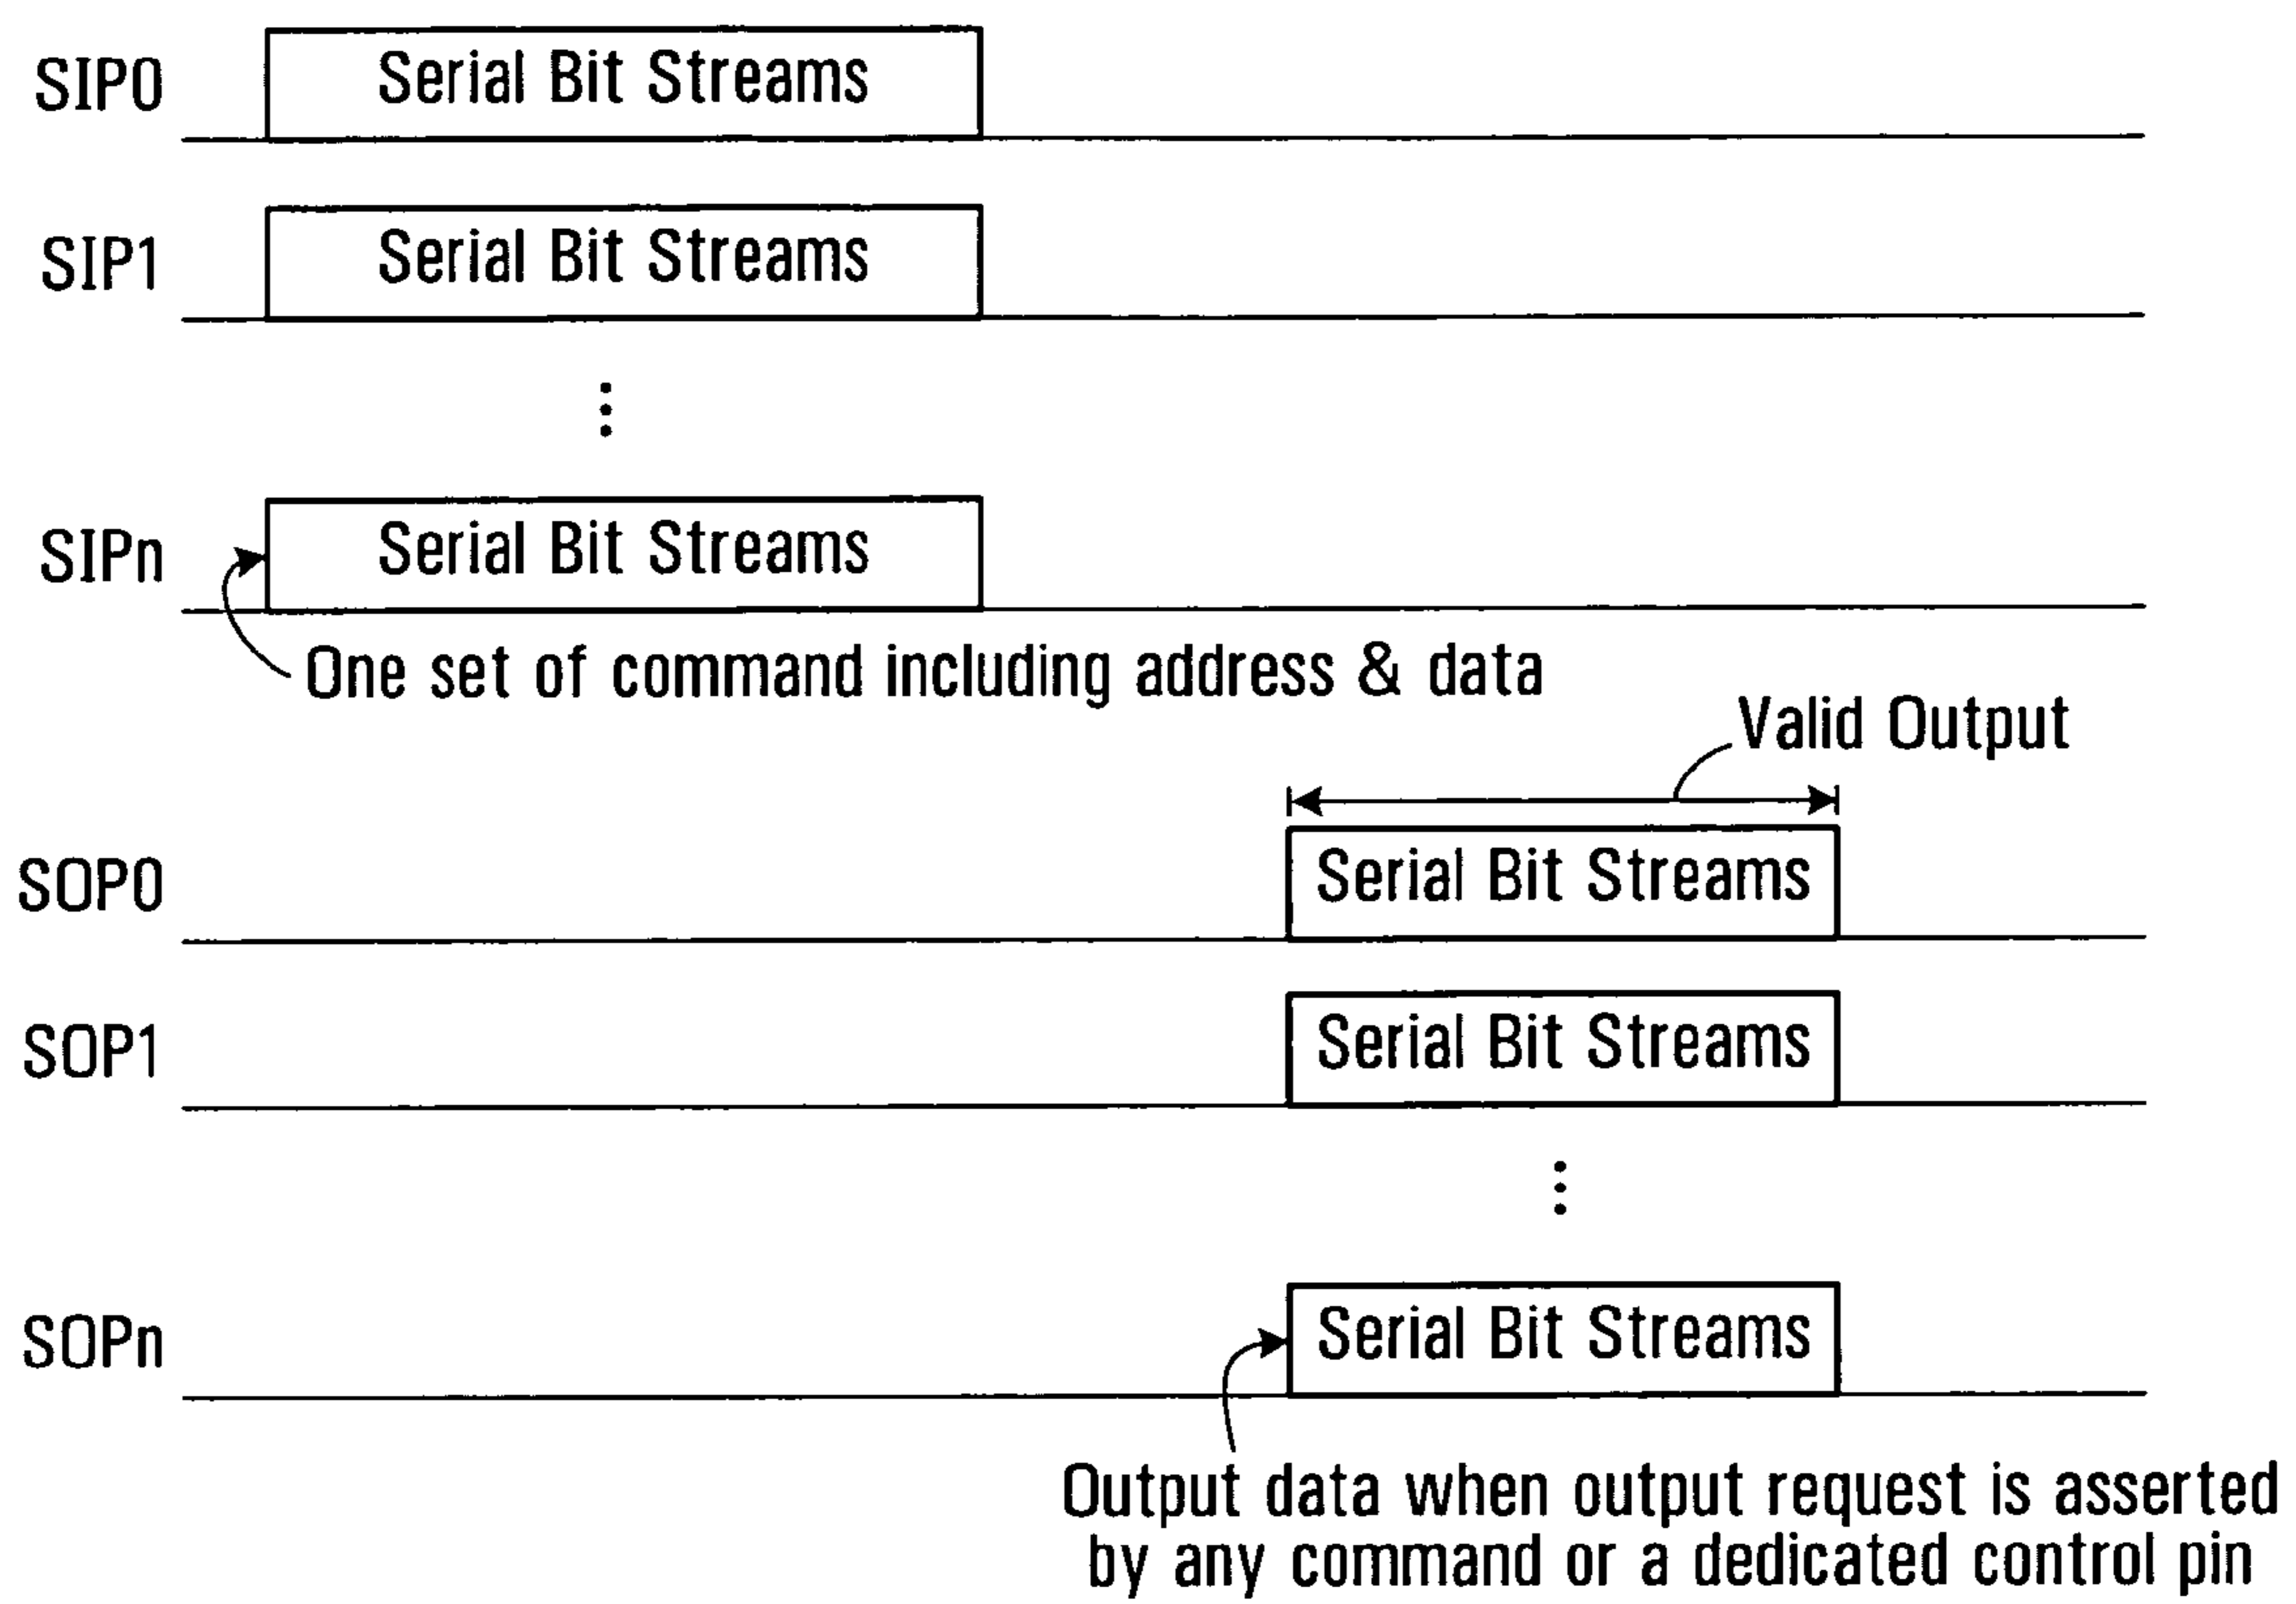 SIP0 Serial Bit Streams
SIP1 Serial Bit Streams
SIPn Serial Bit Streams
One set of command including address & data
Valid Output
SOP0 Serial Bit Streams
SOP1 Serial Bit Streams
SOPn Serial Bit Streams
Output data when output request is asserted
by any command or a dedicated control pin